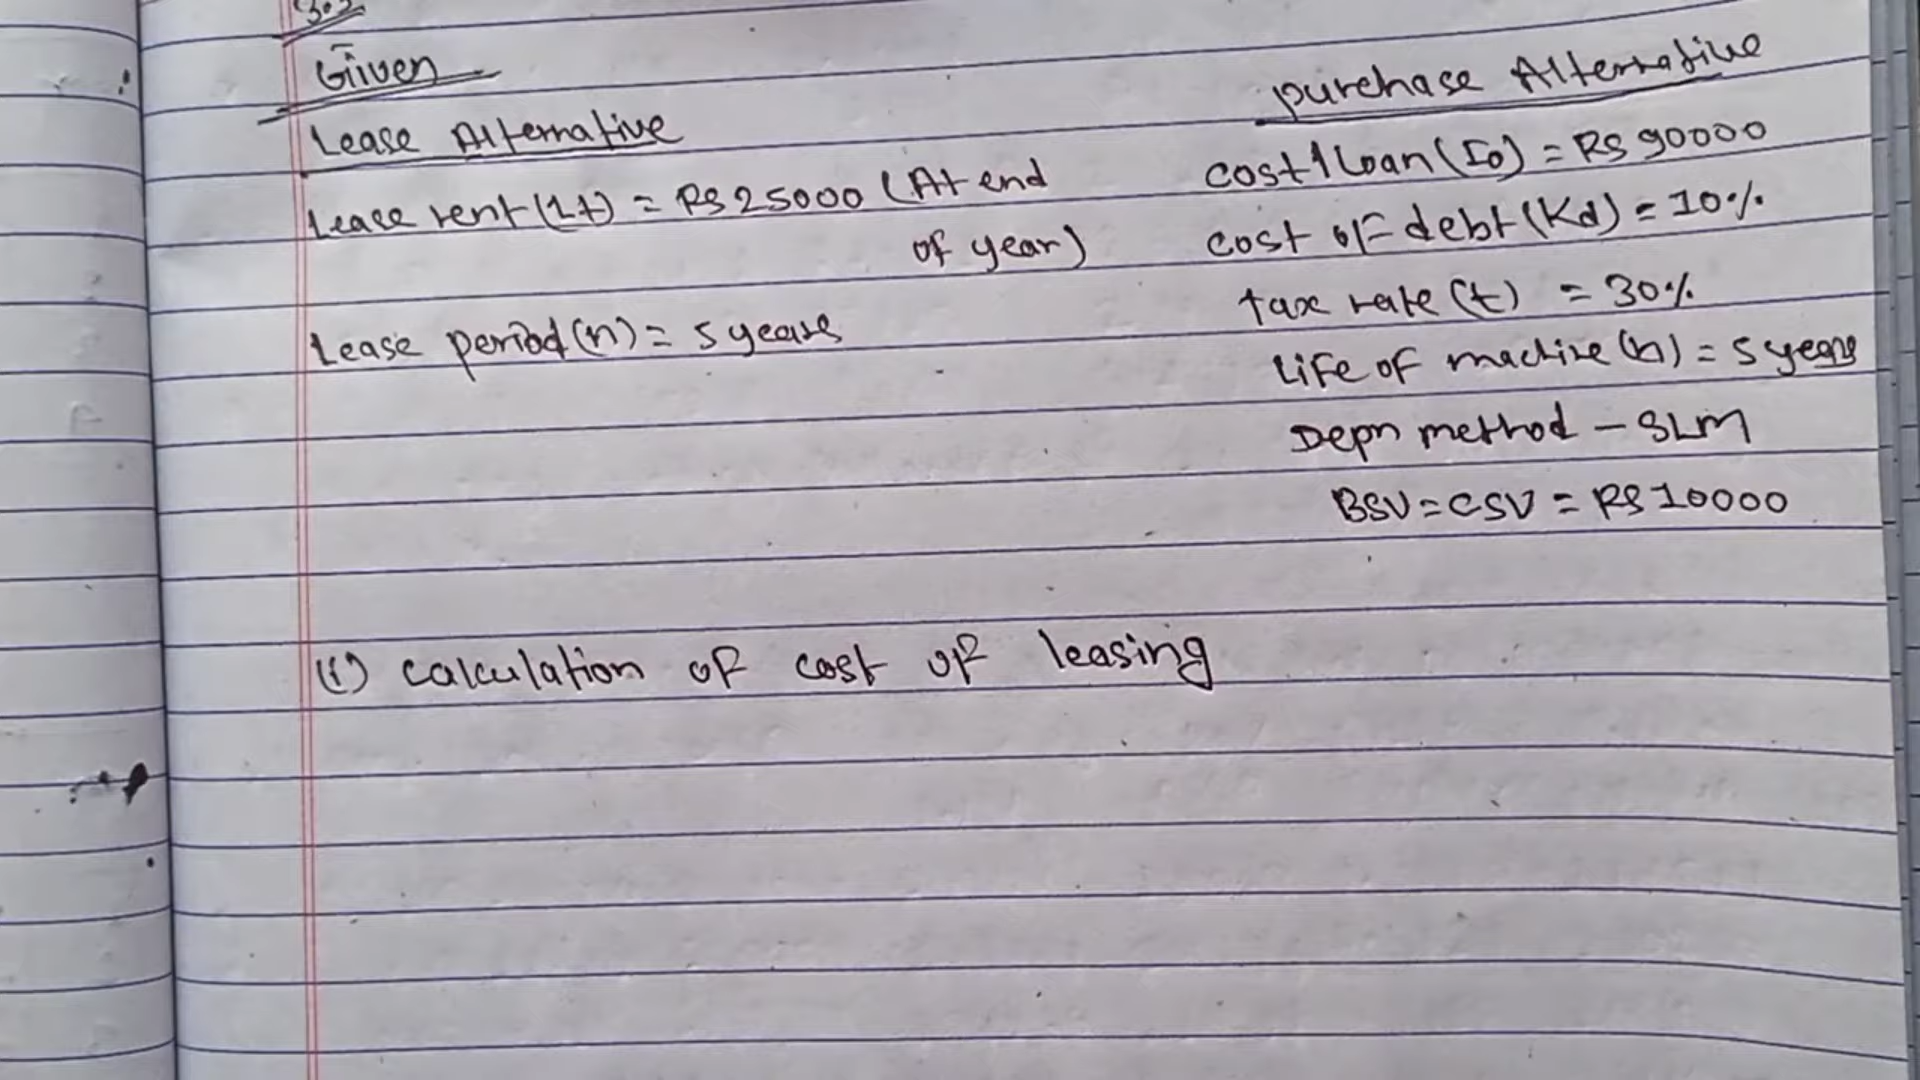 Given
Lease Alternative
Lease rent (Lt) = RS 25000 (At end
of year)
Lease period (n) = 5 years
purchase Alternative
cost / Loan (I0) = RS 90000
cost of debt (Kd) = 10%
tax rate (t) = 30%
Life of machine (n) = 5 years
Depn method - SLM
BSV = CSV = RS 10000
(i) calculation of cost of leasing